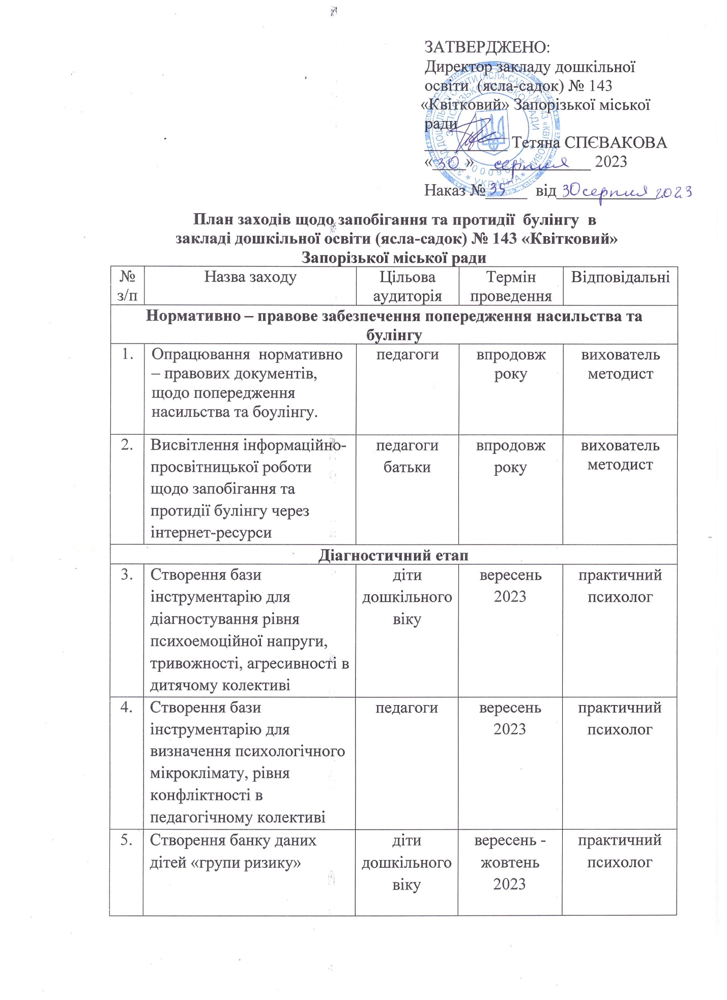 ЗАТВЕРДЖЕНО:
Директор закладу дошкільної
освіти (ясла-садок) № 143
«Квітковий» Запорізької міської
ради
Тетяна СПЄВАКОВА
«30» серпня 2023
Наказ № 35 від 30 серпня 2023
План заходів щодо запобігання та протидії булінгу в
закладі дошкільної освіти (ясла-садок) № 143 «Квітковий»
Запорізької міської ради
№ Назва заходу Цільова Термін Відповідальні
з/п аудиторія проведення
Нормативно – правове забезпечення попередження насильства та
булінгу
1. Опрацювання нормативно педагоги впродовж вихователь
– правових документів, року методист
щодо попередження
насильства та боулінгу.
2. Висвітлення інформаційно- педагоги впродовж вихователь
просвітницької роботи батьки року методист
щодо запобігання та
протидії булінгу через
інтернет-ресурси
Діагностичний етап
3. Створення бази діти вересень практичний
інструментарію для дошкільного 2023 психолог
діагностування рівня віку
психоемоційної напруги,
тривожності, агресивності в
дитячому колективі
4. Створення бази педагоги вересень практичний
інструментарію для 2023 психолог
визначення психологічного
мікроклімату, рівня
конфліктності в
педагогічному колективі
5. Створення банку даних діти вересень - практичний
дітей «групи ризику» дошкільного жовтень психолог
віку 2023